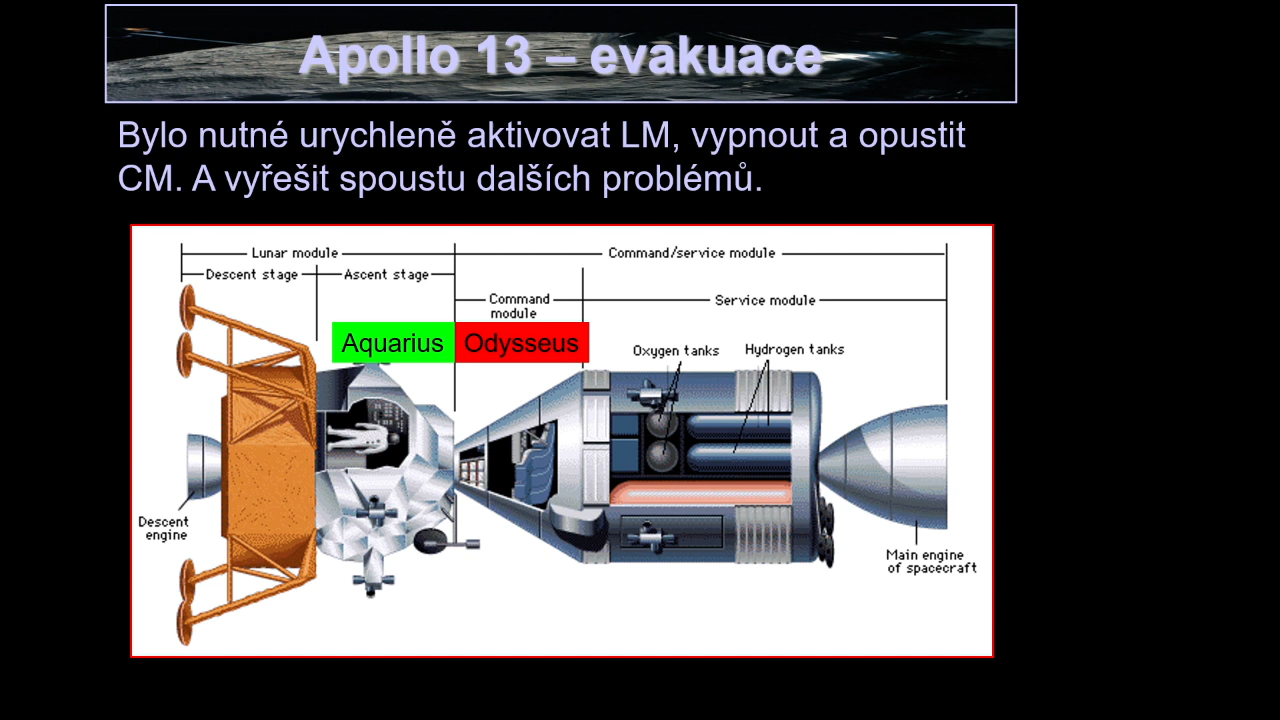 Apollo 13 – evakuace
Bylo nutné urychleně aktivovat LM, vypnout a opustit
CM. A vyřešit spoustu dalších problémů.
Lunar module
Command/service module
Descent stage
Ascent stage
Command
module
Service module
Aquarius
Odysseus
Oxygen tanks
Hydrogen tanks
Descent
engine
Main engine
of spacecraft